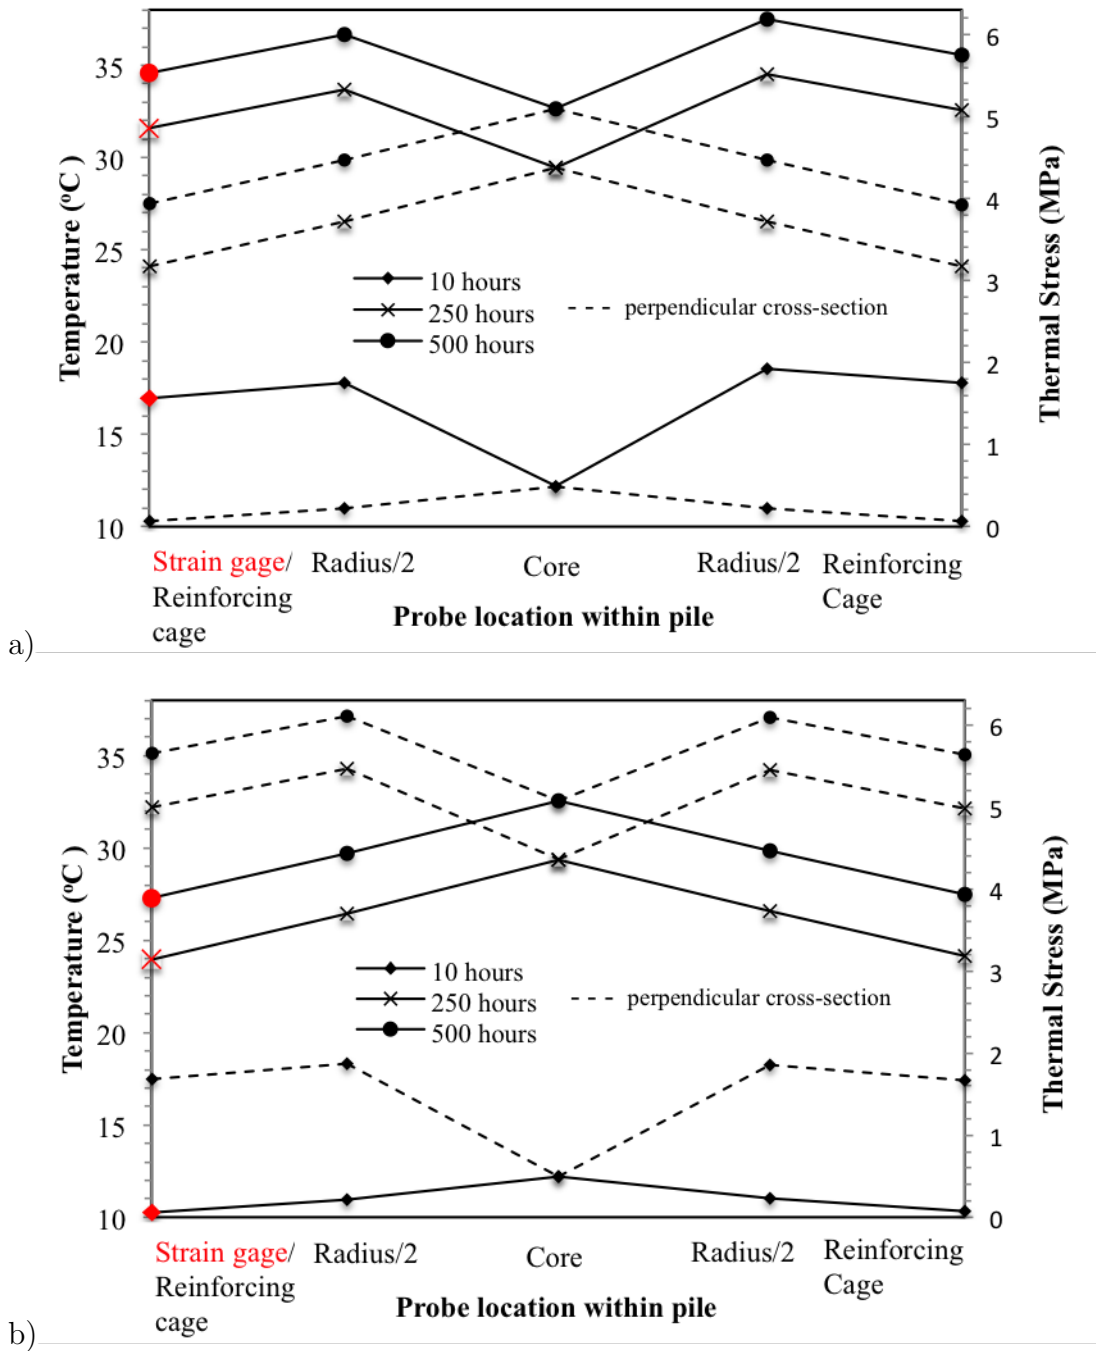 35
30
25
20
15
10
Temperature (ºC )
6
5
4
3
2
1
0
Thermal Stress (MPa)
10 hours
250 hours
500 hours
perpendicular cross-section
Strain gage/
Reinforcing
cage
Radius/2
Core
Radius/2
Reinforcing
Cage
Probe location within pile
a)
35
30
25
20
15
10
Temperature (ºC )
6
5
4
3
2
1
0
Thermal Stress (MPa)
10 hours
250 hours
500 hours
perpendicular cross-section
Strain gage/
Reinforcing
cage
Radius/2
Core
Radius/2
Reinforcing
Cage
Probe location within pile
b)